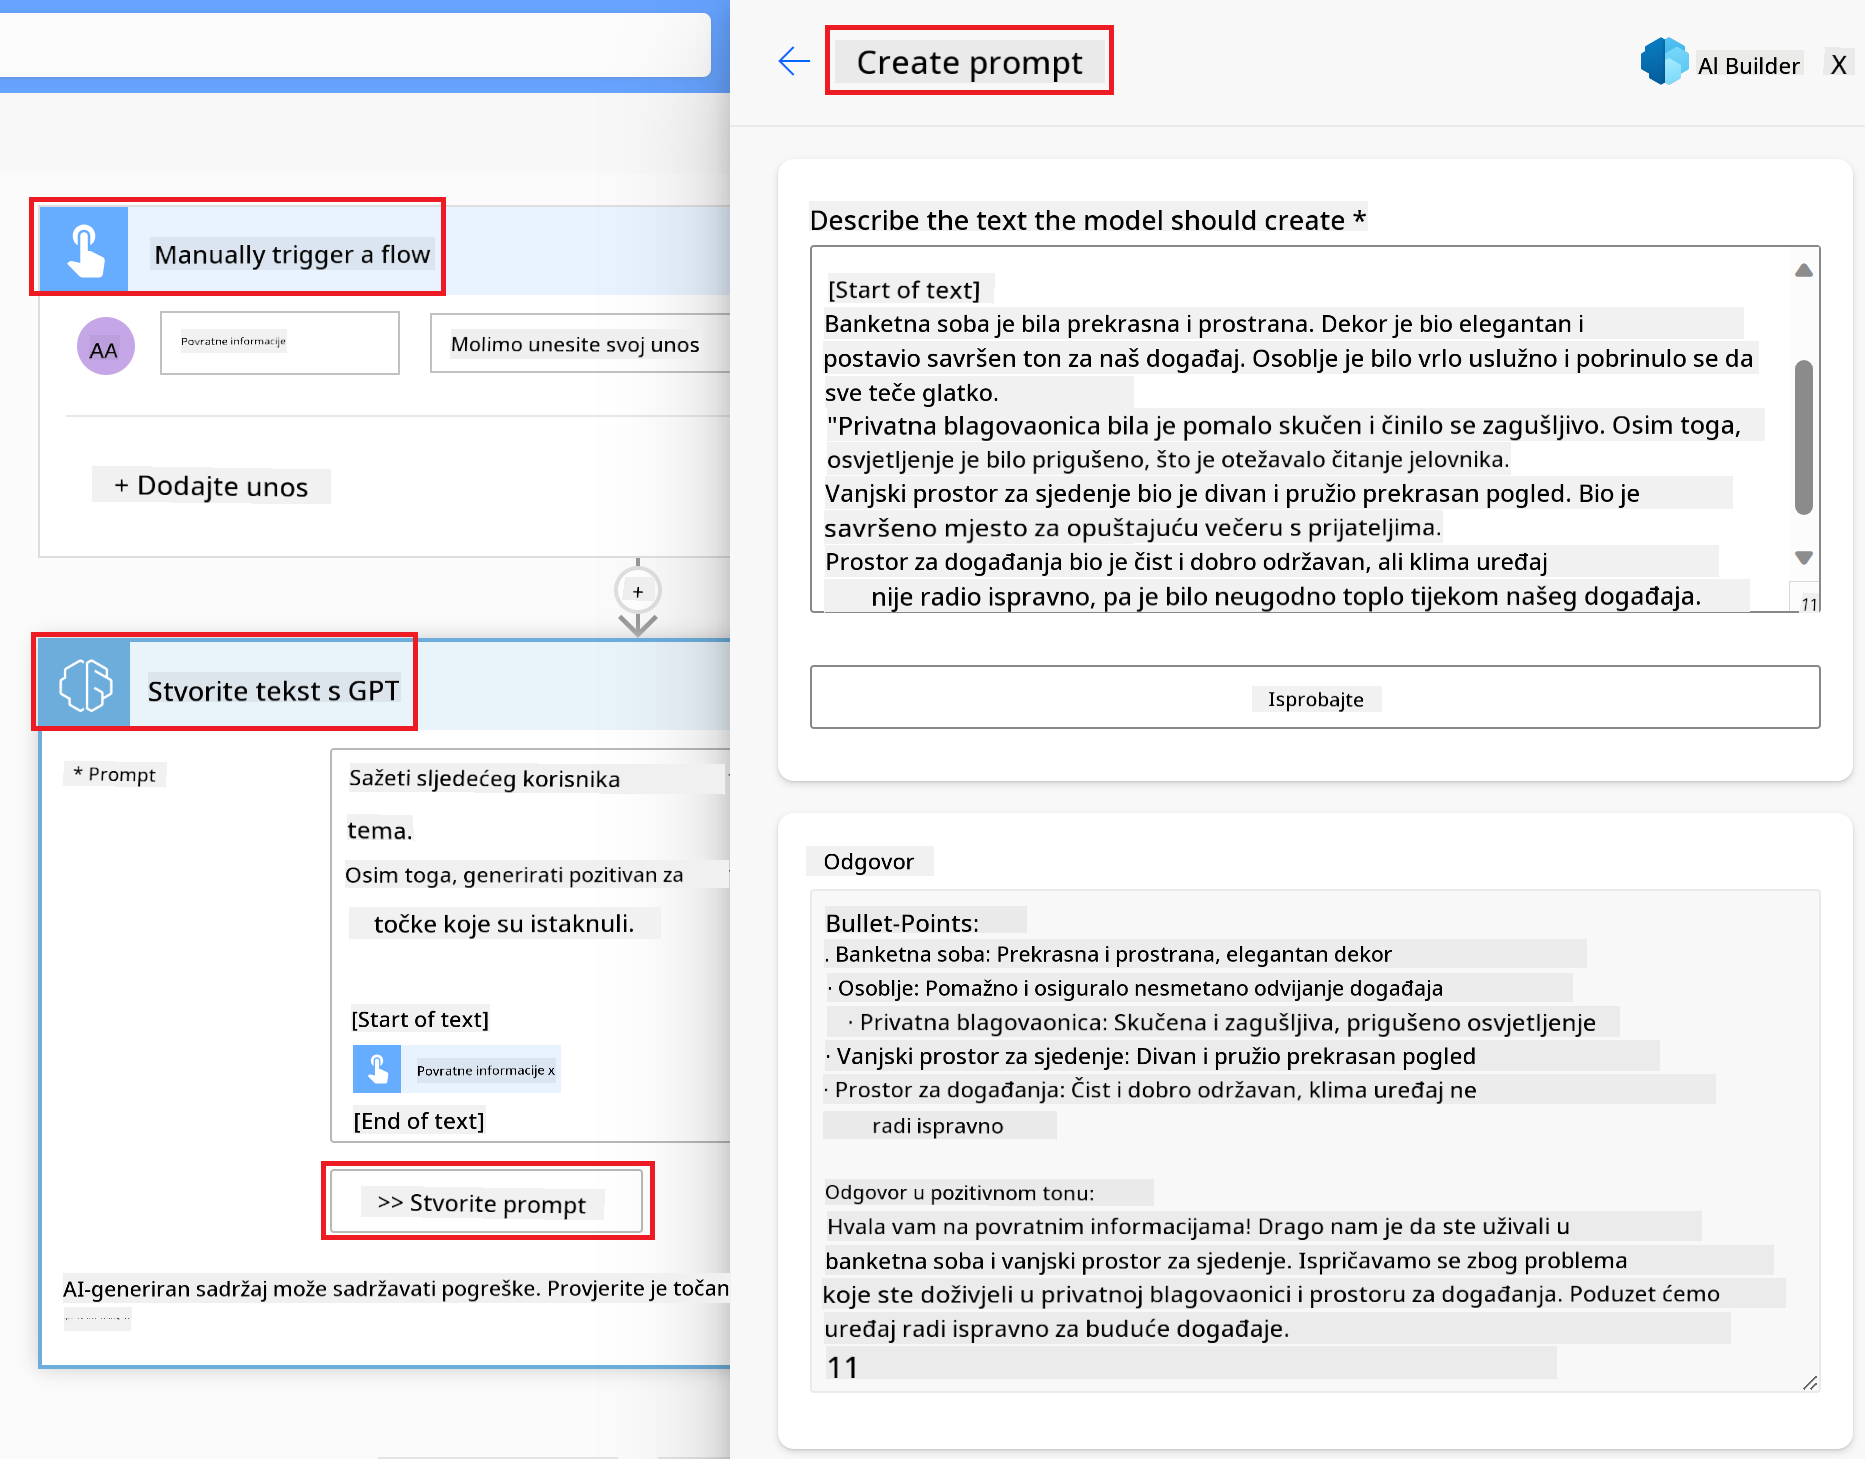 Manually trigger a flow
AA
Povratne informacije
Molimo unesite svoj unos
+ Dodajte unos
+
Stvorite tekst s GPT
* Prompt
Sažeti sljedećeg korisnika
tema.
Osim toga, generirati pozitivan za
točke koje su istaknuli.
[Start of text]
Povratne informacije x
[End of text]
>> Stvorite prompt
AI-generiran sadržaj može sadržavati pogreške. Provjerite je točan
Create prompt
AI Builder
X
Describe the text the model should create *
[Start of text]
Banketna soba je bila prekrasna i prostrana. Dekor je bio elegantan i
postavio savršen ton za naš događaj. Osoblje je bilo vrlo uslužno i pobrinulo se da
sve teče glatko.
"Privatna blagovaonica bila je pomalo skučen i činilo se zagušljivo. Osim toga,
osvjetljenje je bilo prigušeno, što je otežavalo čitanje jelovnika.
Vanjski prostor za sjedenje bio je divan i pružio prekrasan pogled. Bio je
savršeno mjesto za opuštajuću večeru s prijateljima.
Prostor za događanja bio je čist i dobro održavan, ali klima uređaj
nije radio ispravno, pa je bilo neugodno toplo tijekom našeg događaja.
11
Isprobajte
Odgovor
Bullet-Points:
. Banketna soba: Prekrasna i prostrana, elegantan dekor
· Osoblje: Pomažno i osiguralo nesmetano odvijanje događaja
· Privatna blagovaonica: Skučena i zagušljiva, prigušeno osvjetljenje
· Vanjski prostor za sjedenje: Divan i pružio prekrasan pogled
· Prostor za događanja: Čist i dobro održavan, klima uređaj ne
radi ispravno
Odgovor u pozitivnom tonu:
Hvala vam na povratnim informacijama! Drago nam je da ste uživali u
banketna soba i vanjski prostor za sjedenje. Ispričavamo se zbog problema
koje ste doživjeli u privatnoj blagovaonici i prostoru za događanja. Poduzet ćemo
uređaj radi ispravno za buduće događaje.
11